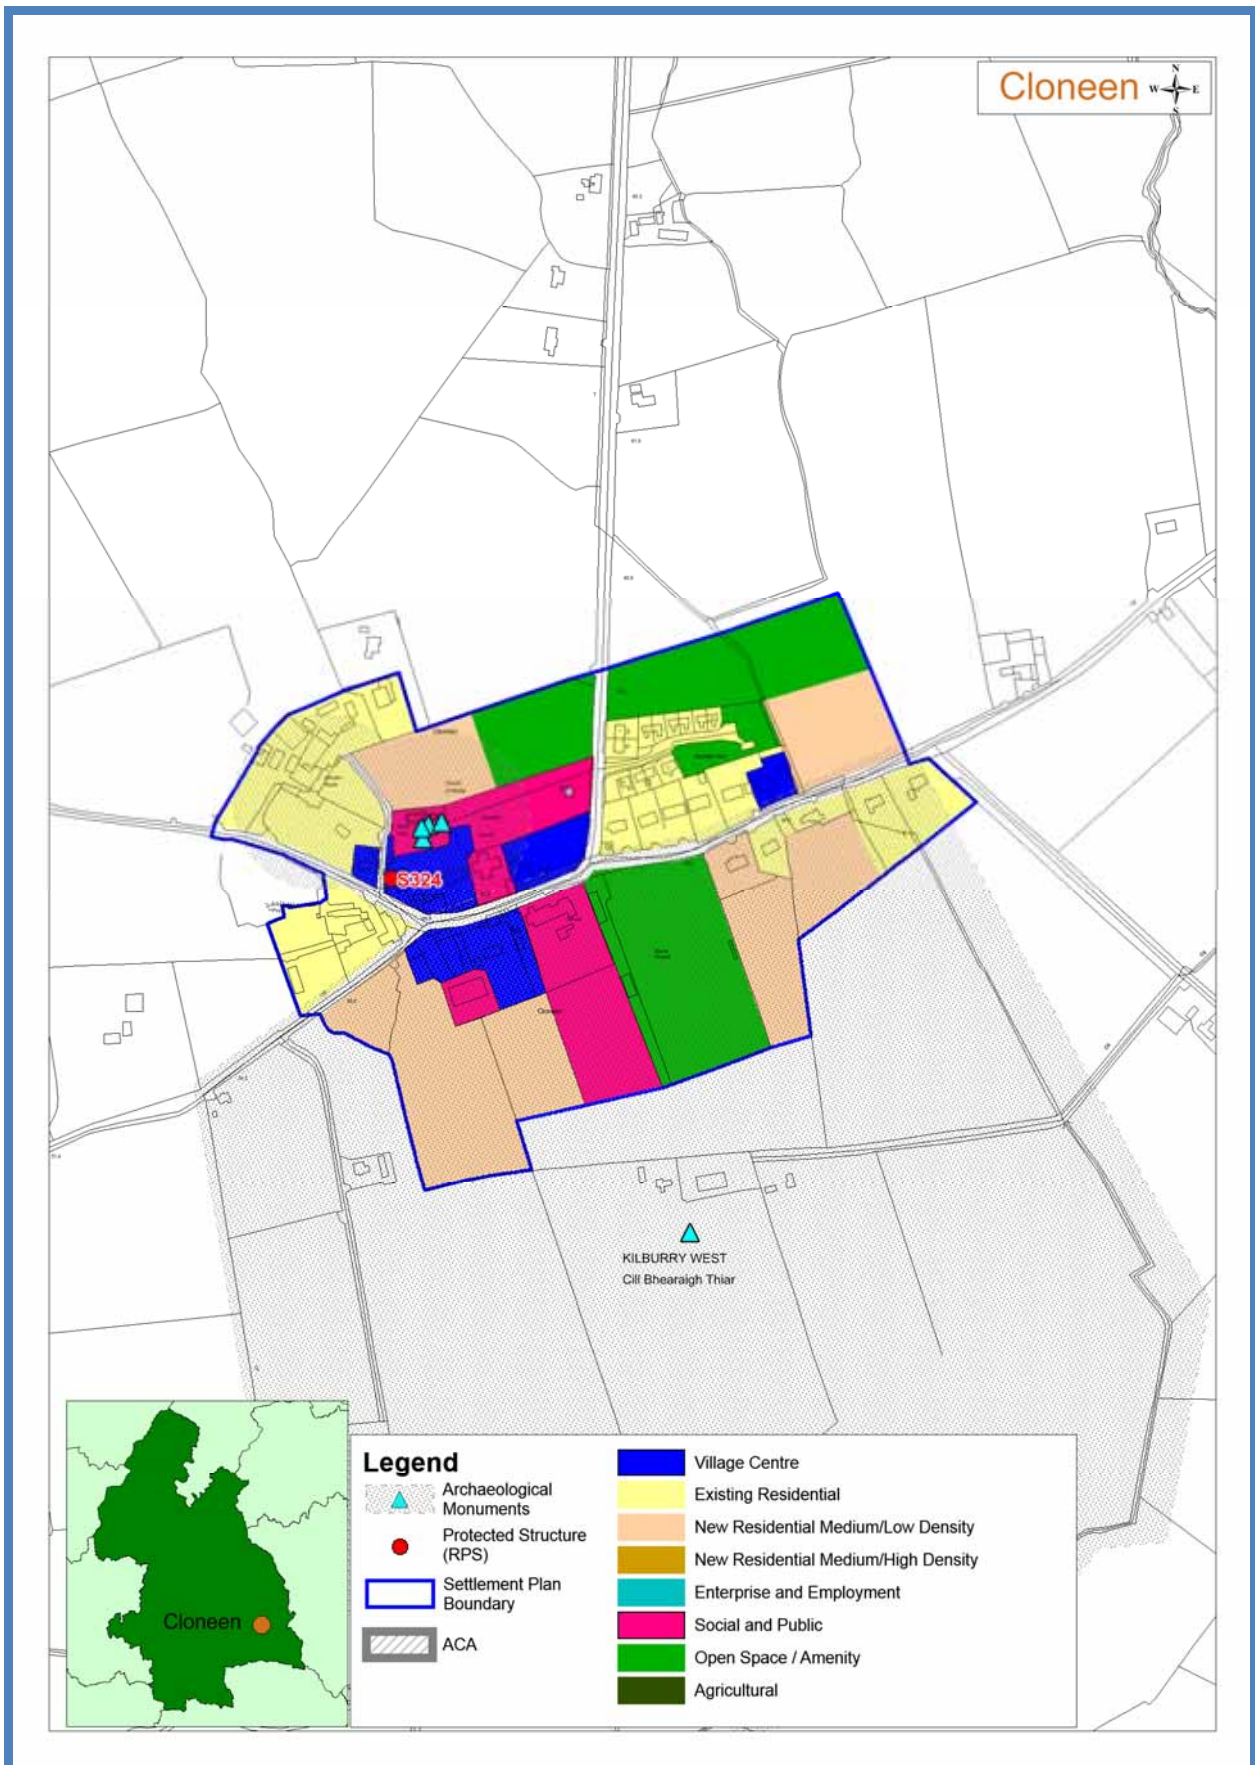 Cloneen
N
W E
S
S324
Cloneen
KILBURRY WEST
Cill Bhearaigh Thiar
Cloneen
Legend
Archaeological
Monuments
Protected Structure
(RPS)
Settlement Plan
Boundary
ACA
Village Centre
Existing Residential
New Residential Medium/Low Density
New Residential Medium/High Density
Enterprise and Employment
Social and Public
Open Space / Amenity
Agricultural